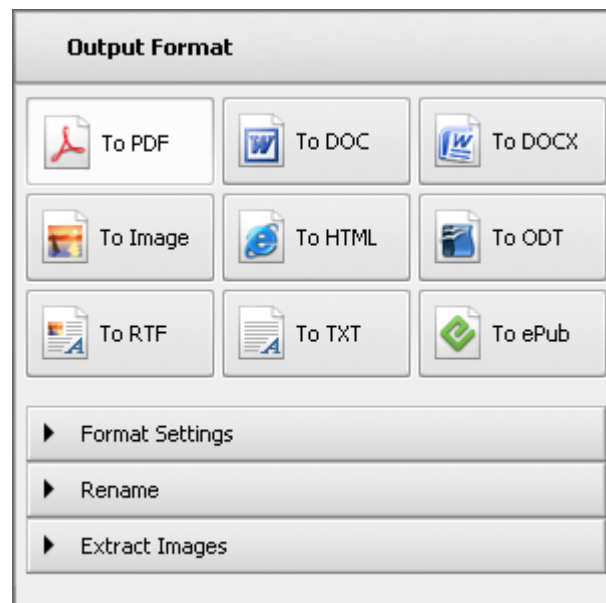 Output Format
To PDF
To DOC
To DOCX
To Image
To HTML
To ODT
To RTF
To TXT
To ePub
Format Settings
Rename
Extract Images